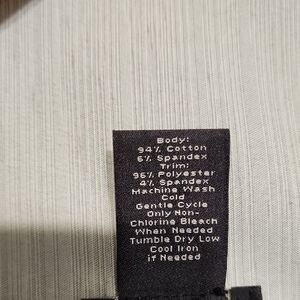 Body:
94% Cotton
6% Spandex
Trim:
96% Polyester
4% Spandex
Machine Wash
Cold
Gentle Cycle
Only Non-
Chlorine Bleach
When Needed
Tumble Dry Low
Cool Iron
if Needed